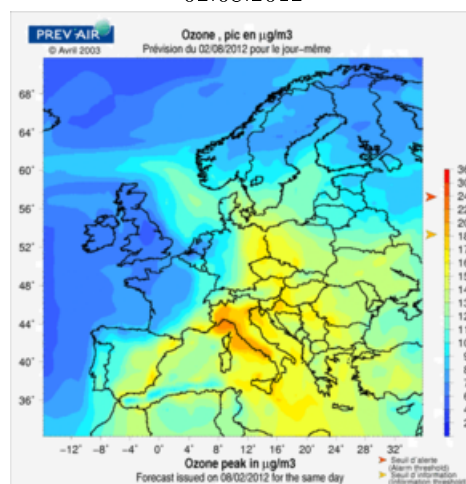 PREV'AIR
© Avril 2003
Ozone , pic en µg/m3
Prévision du 02/08/2012 pour le jour-même
68˚
64˚
60˚
56˚
52˚
48˚
44˚
40˚
36˚
−12˚ −8˚ −4˚ 0˚ 4˚ 8˚ 12˚ 16˚ 20˚ 24˚ 28˚ 32˚
Ozone peak in µg/m3
Forecast issued on 08/02/2012 for the same day
Seuil d'alerte
(Alarm threshold)
Seuil d'information
(Information threshold)